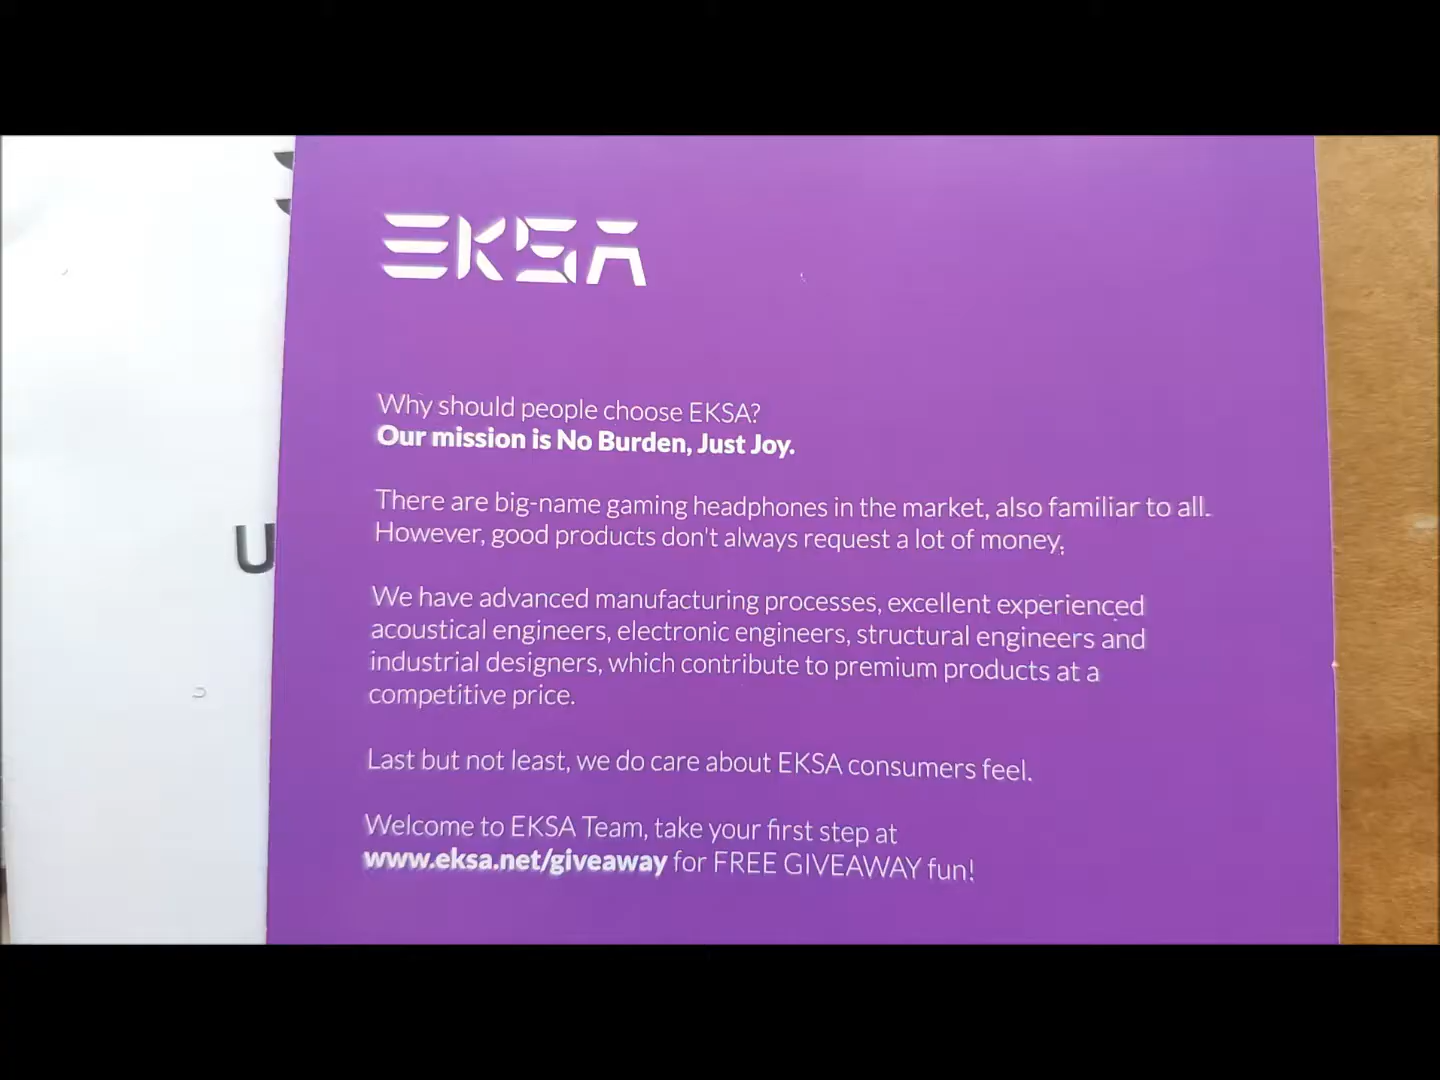 EKSA
Why should people choose EKSA?
Our mission is No Burden, Just Joy.
There are big-name gaming headphones in the market, also familiar to all.
However, good products don't always request a lot of money.
We have advanced manufacturing processes, excellent experienced
acoustical engineers, electronic engineers, structural engineers and
industrial designers, which contribute to premium products at a
competitive price.
Last but not least, we do care about EKSA consumers feel.
Welcome to EKSA Team, take your first step at
www.eksa.net/giveaway for FREE GIVEAWAY fun!
U